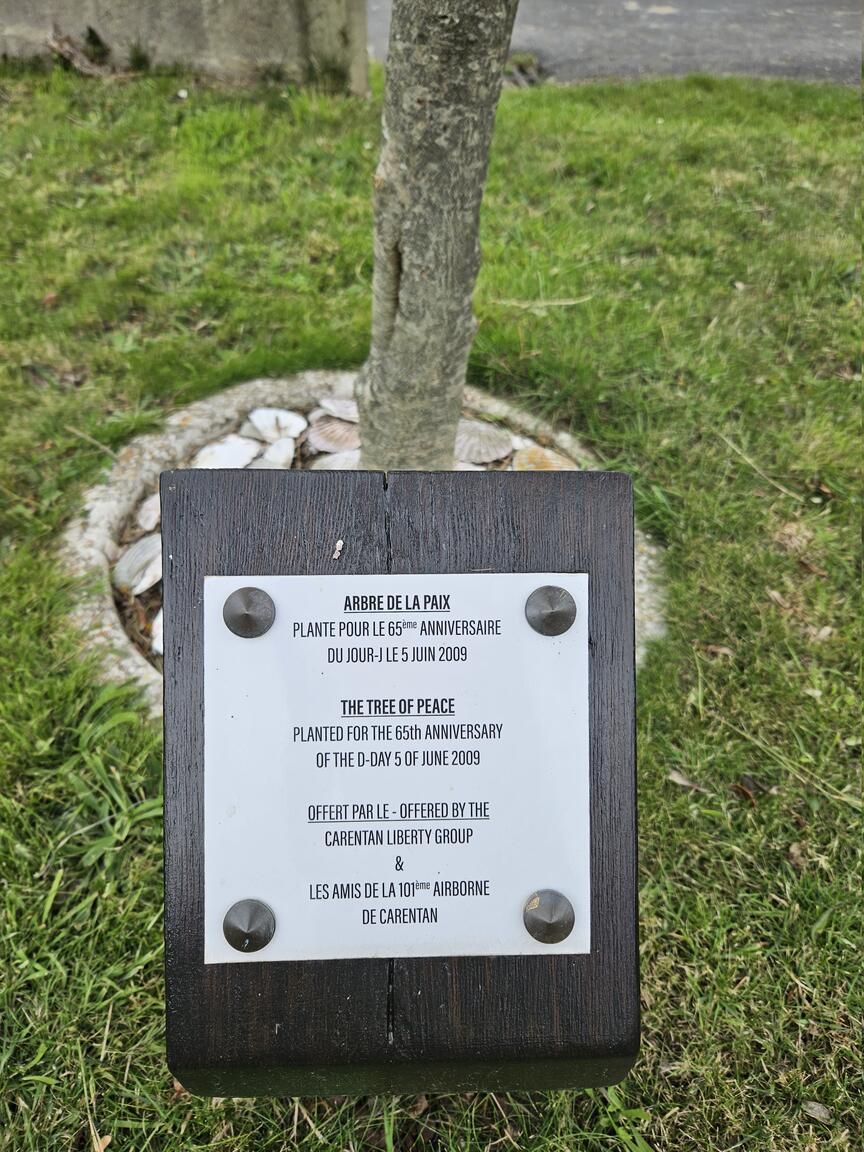 ARBRE DE LA PAIX
PLANTE POUR LE 65ème ANNIVERSAIRE
DU JOUR-J LE 5 JUIN 2009
THE TREE OF PEACE
PLANTED FOR THE 65th ANNIVERSARY
OF THE D-DAY 5 OF JUNE 2009
OFFERT PAR LE - OFFERED BY THE
CARENTAN LIBERTY GROUP
&
LES AMIS DE LA 101ème AIRBORNE
DE CARENTAN